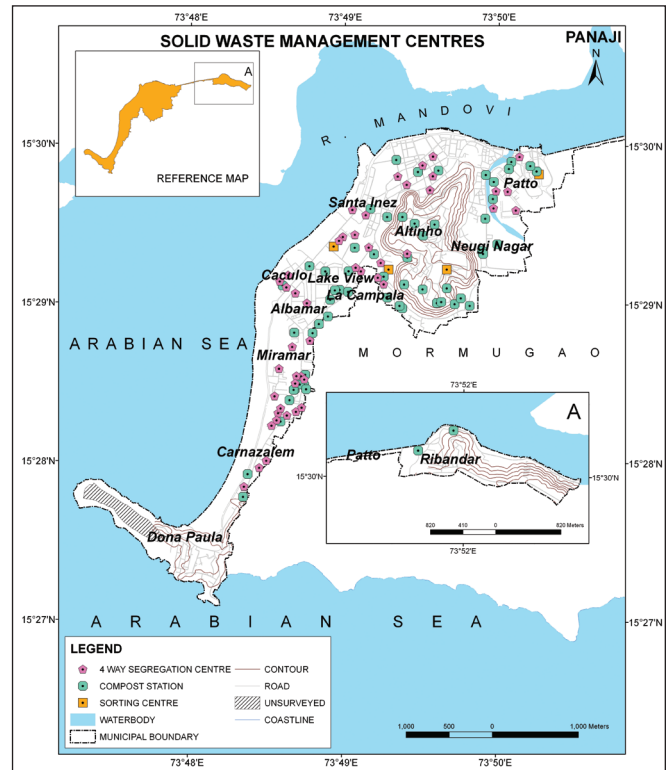 73°48'E
73°49'E
73°50'E
SOLID WASTE MANAGEMENT CENTRES
PANAJI
N
A
REFERENCE MAP
R. MANDOVI
15°30'N
15°30'N
Patto
Santa Inez
Altinho
Neugi Nagar
Caculo
Lake View
La Campala
15°29'N
15°29'N
Albamar
ARABIAN SEA
Miramar
MORMUGAO
73°52'E
A
Carnazalem
Patto
Ribandar
15°28'N
15°28'N
15°30'N
15°30'N
820 410 0 820 Meters
73°52'E
Dona Paula
15°27'N
15°27'N
ARABIAN SEA
LEGEND
4 WAY SEGREGATION CENTRE
CONTOUR
COMPOST STATION
ROAD
SORTING CENTRE
UNSURVEYED
WATERBODY
COASTLINE
MUNICIPAL BOUNDARY
1,000 500 0 1,000 Meters
73°48'E
73°49'E
73°50'E